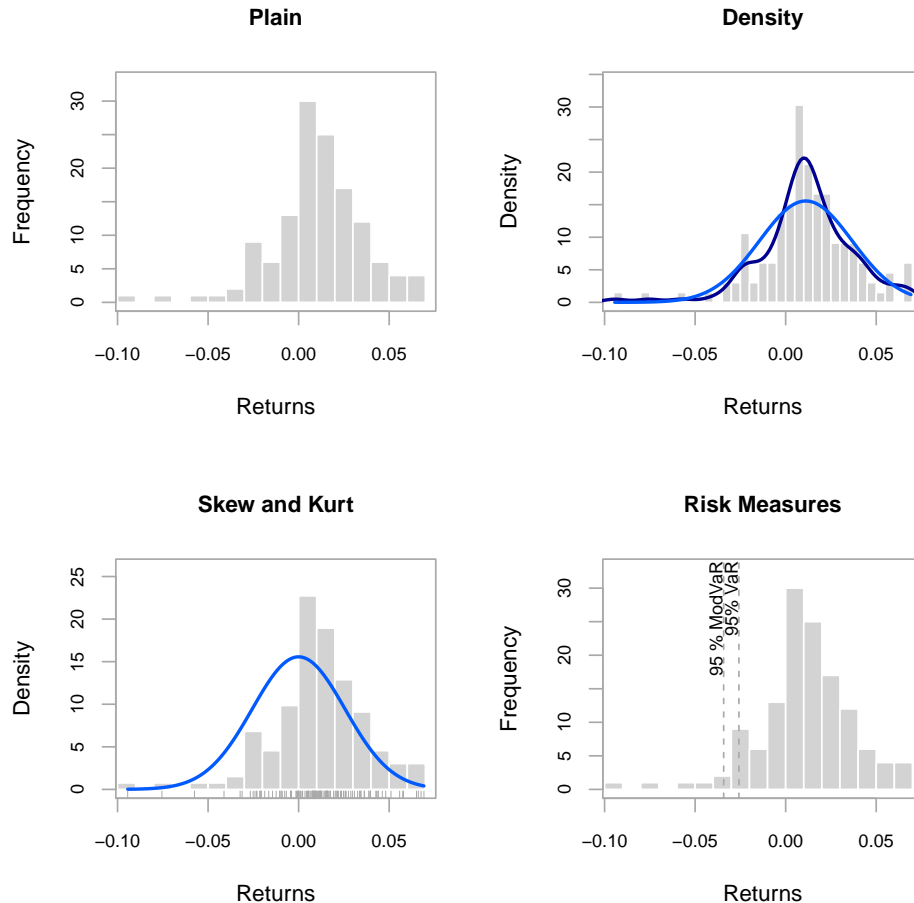 Plain
Frequency
0
5
10
20
30
−0.10
−0.05
0.00
0.05
Returns
Density
Density
0
5
10
20
30
−0.10
−0.05
0.00
0.05
Returns
Skew and Kurt
Density
0
5
10
15
20
25
−0.10
−0.05
0.00
0.05
Returns
Risk Measures
Frequency
0
5
10
20
30
95 % ModVaR
95% VaR
−0.10
−0.05
0.00
0.05
Returns